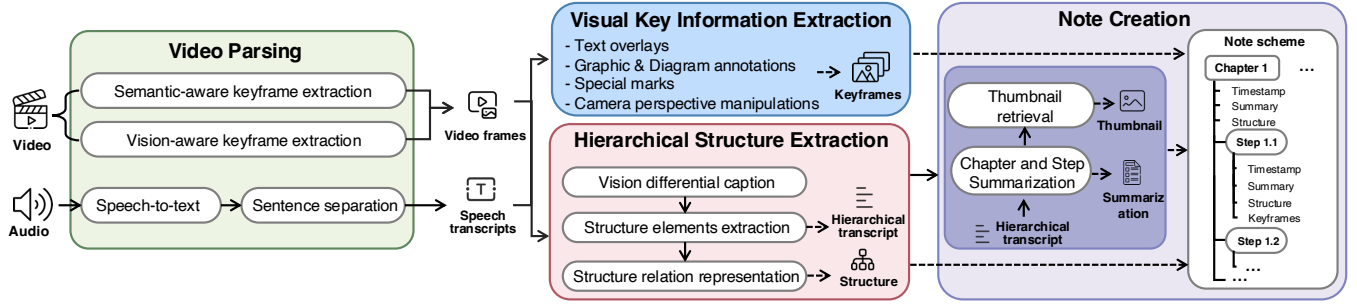 Video Parsing
Semantic-aware keyframe extraction
Vision-aware keyframe extraction
Video
Audio
Speech-to-text
Sentence separation
Video frames
T
Speech
transcripts
Visual Key Information Extraction
- Text overlays
- Graphic & Diagram annotations
- Special marks
- Camera perspective manipulations
Keyframes
Hierarchical Structure Extraction
Vision differential caption
Structure elements extraction
Structure relation representation
Hierarchical
transcript
Structure
Note Creation
Thumbnail
retrieval
Thumbnail
Chapter and Step
Summarization
Summariz
ation
Hierarchical
transcript
Note scheme
Chapter 1 ...
Timestamp
Summary
Structure
Step 1.1
Timestamp
Summary
Structure
Keyframes
Step 1.2
...
...